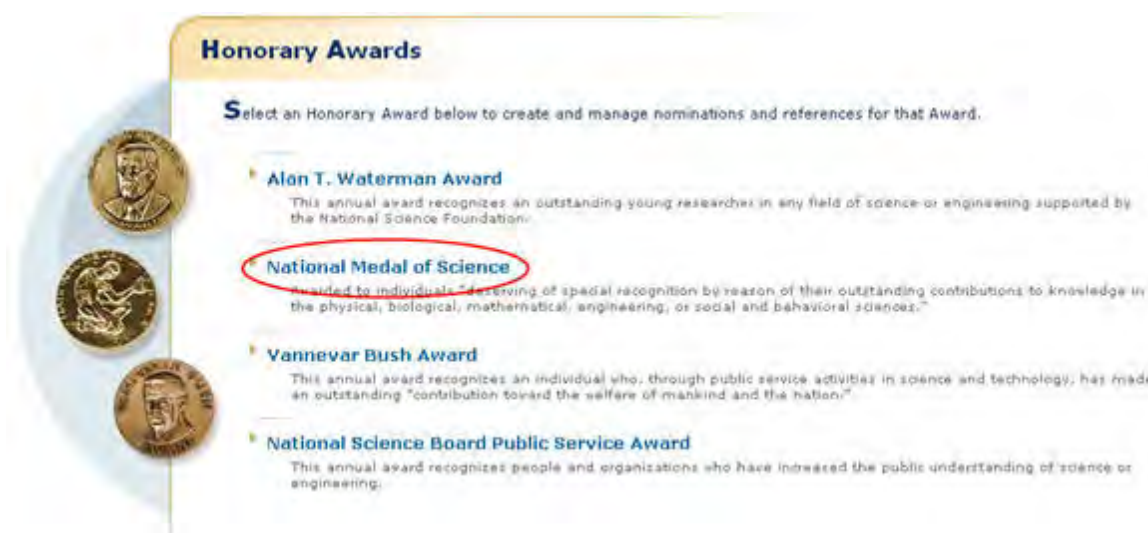 Honorary Awards
Select an Honorary Award below to create and manage nominations and references for that Award.
Alan T. Waterman Award
This annual award recognizes an outstanding young researcher in any field of science or engineering supported by
the National Science Foundation.
National Medal of Science
Awarded to individuals "deserving of special recognition by reason of their outstanding contributions to knowledge in
the physical, biological, mathematical, engineering, or social and behavioral sciences."
Vannevar Bush Award
This annual award recognizes an individual who, through public service activities in science and technology, has made
an outstanding "contribution toward the welfare of mankind and the nation."
National Science Board Public Service Award
This annual award recognizes people and organizations who have increased the public understanding of science or
engineering.